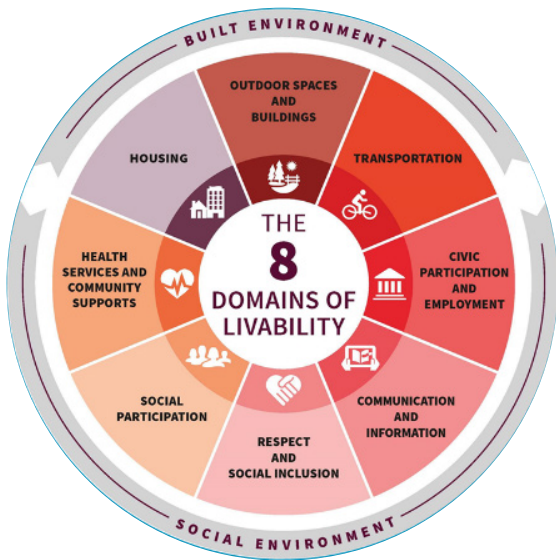 BUILT ENVIRONMENT
OUTDOOR SPACES
AND
BUILDINGS
TRANSPORTATION
CIVIC
PARTICIPATION
AND
EMPLOYMENT
COMMUNICATION
AND
INFORMATION
RESPECT
AND
SOCIAL INCLUSION
SOCIAL
PARTICIPATION
HEALTH
SERVICES AND
COMMUNITY
SUPPORTS
HOUSING
THE
8
DOMAINS OF
LIVABILITY
SOCIAL ENVIRONMENT